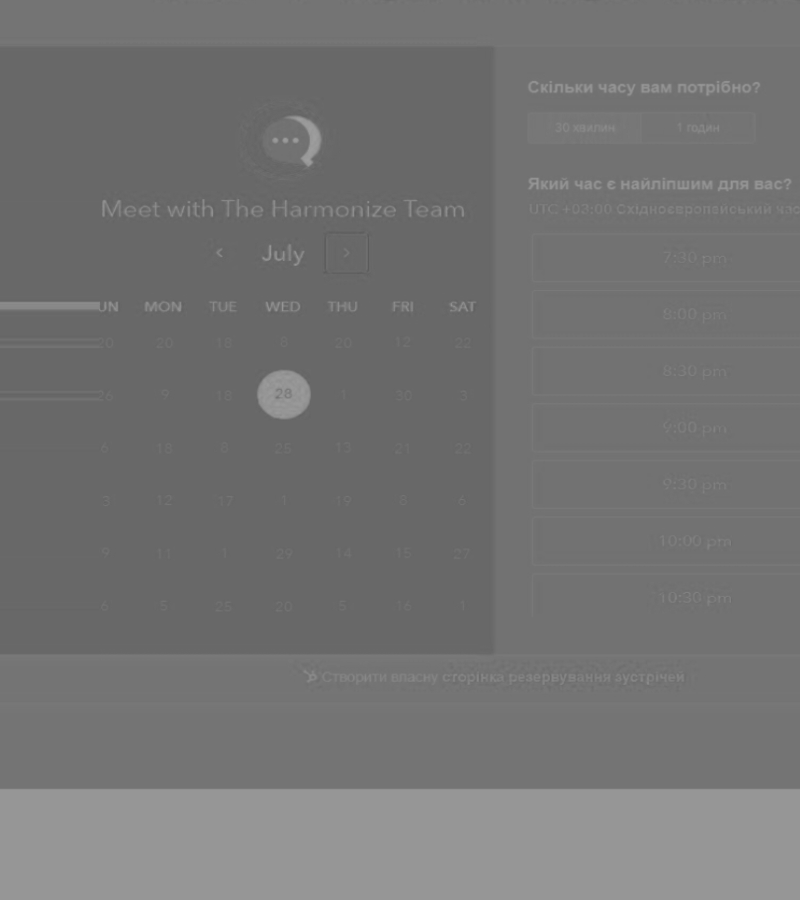 Meet with The Harmonize Team
July
UN MON TUE WED THU FRI SAT
20 20 18 8 20 12 22
26 9 18 28 1 30 3
6 18 6 25 13 21 22
3 12 17 1 19 8 6
9 11 1 29 14 15 27
6 5 25 20 5 16 1
Скільки часу вам потрібно?
30 хвилин 1 годин
Який час є найліпшим для вас?
UTC +03:00 Східноєвропейський час
7:30 pm
8:00 pm
8:30 pm
9:00 pm
9:30 pm
10:00 pm
10:30 pm
Створити власну сторінка резервування зустрічей